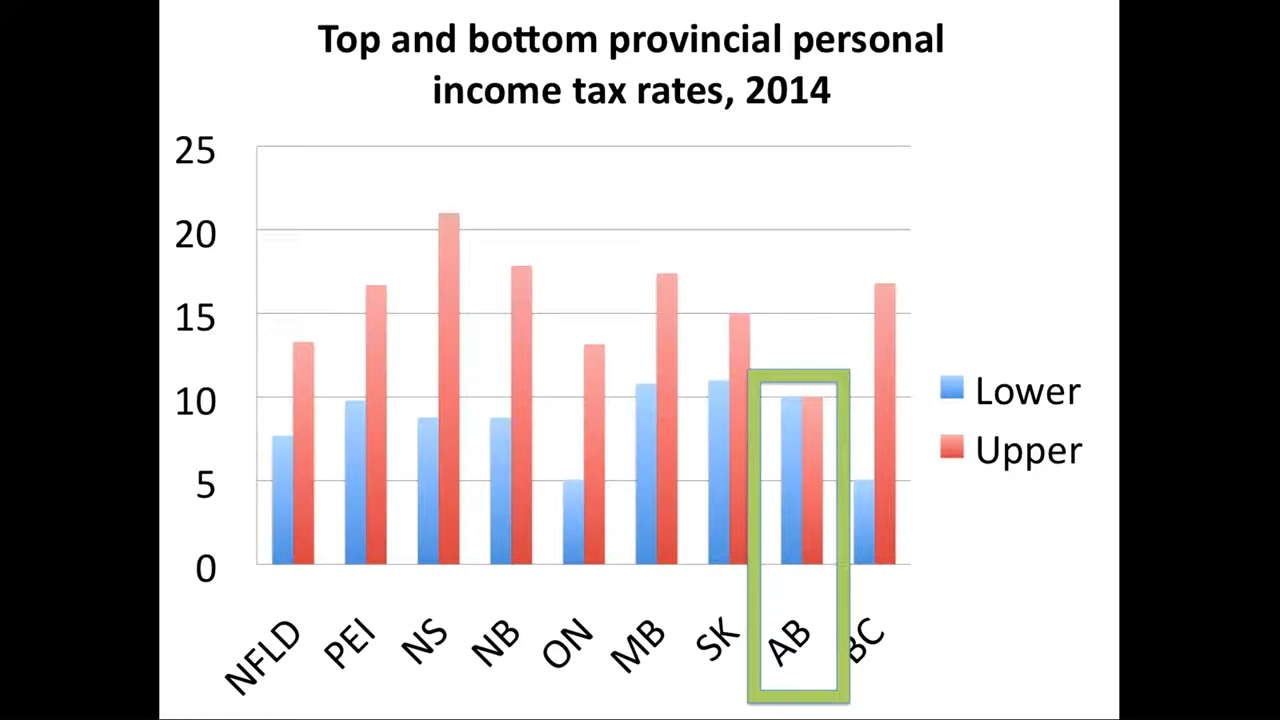 Top and bottom provincial personal
income tax rates, 2014
25
20
15
10
5
0
Lower
Upper
NFLD PEI NS NB ON MB SK AB BC